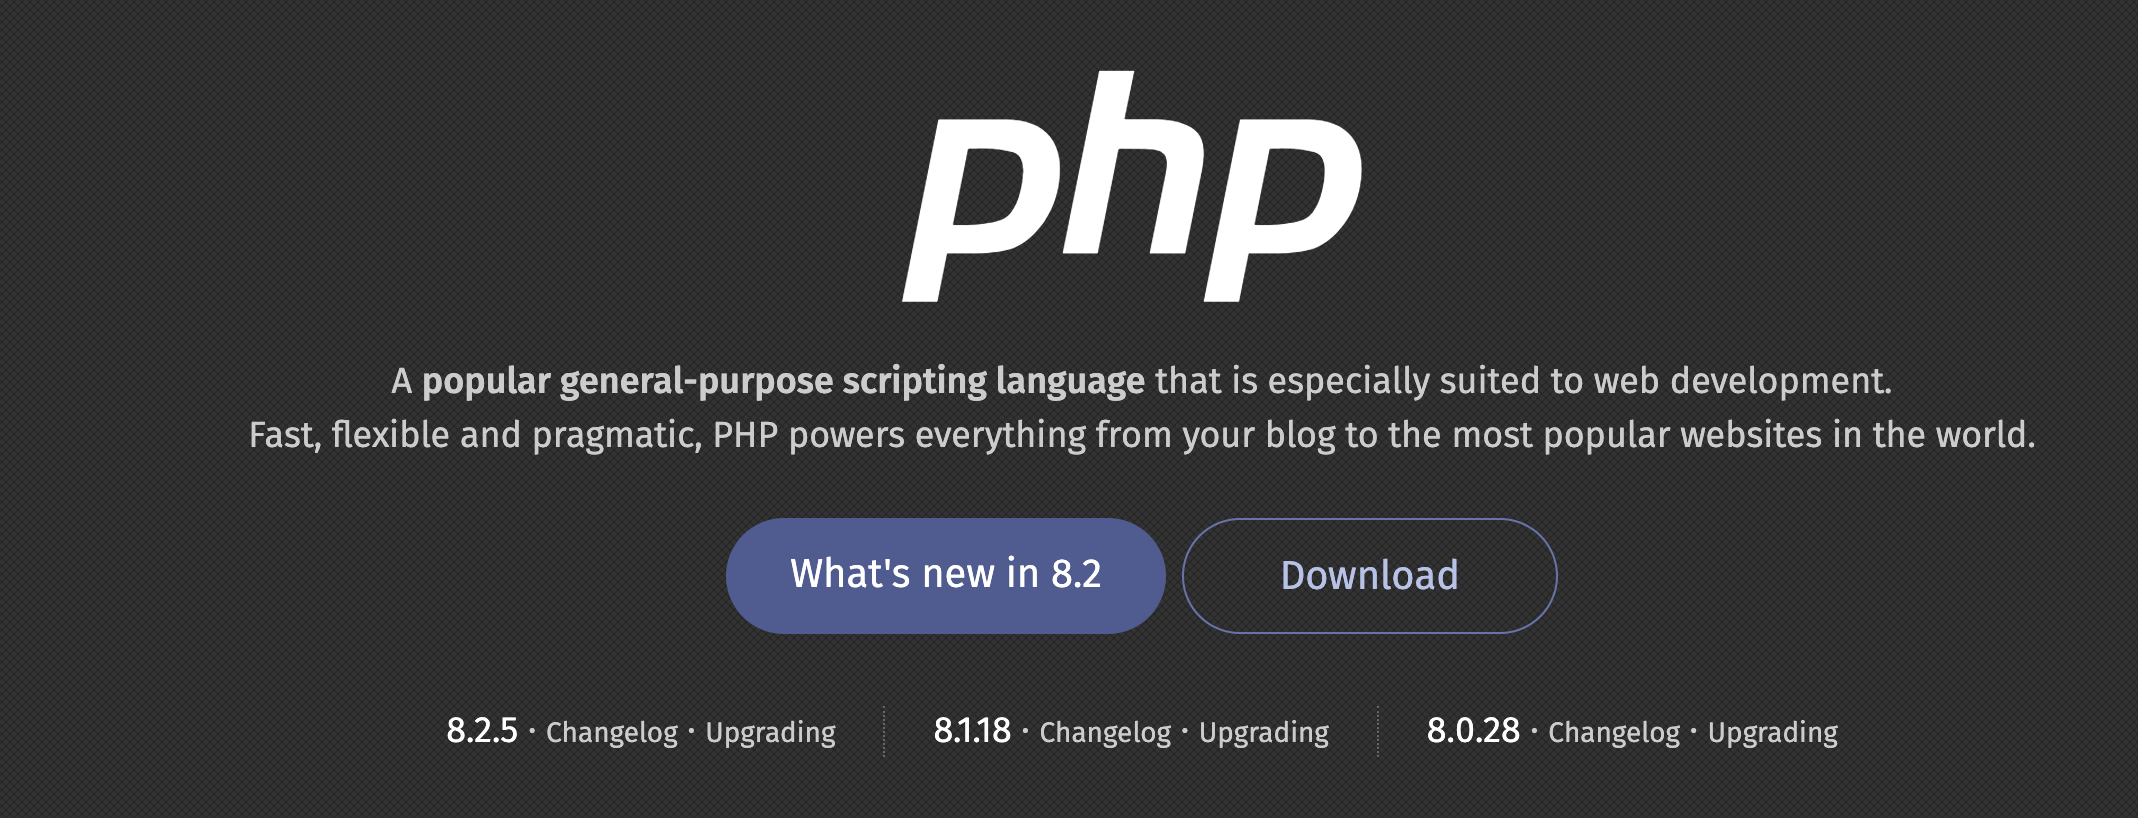 php
A popular general-purpose scripting language that is especially suited to web development.
Fast, flexible and pragmatic, PHP powers everything from your blog to the most popular websites in the world.
What's new in 8.2 Download
8.2.5 · Changelog · Upgrading 8.1.18 · Changelog · Upgrading 8.0.28 · Changelog · Upgrading